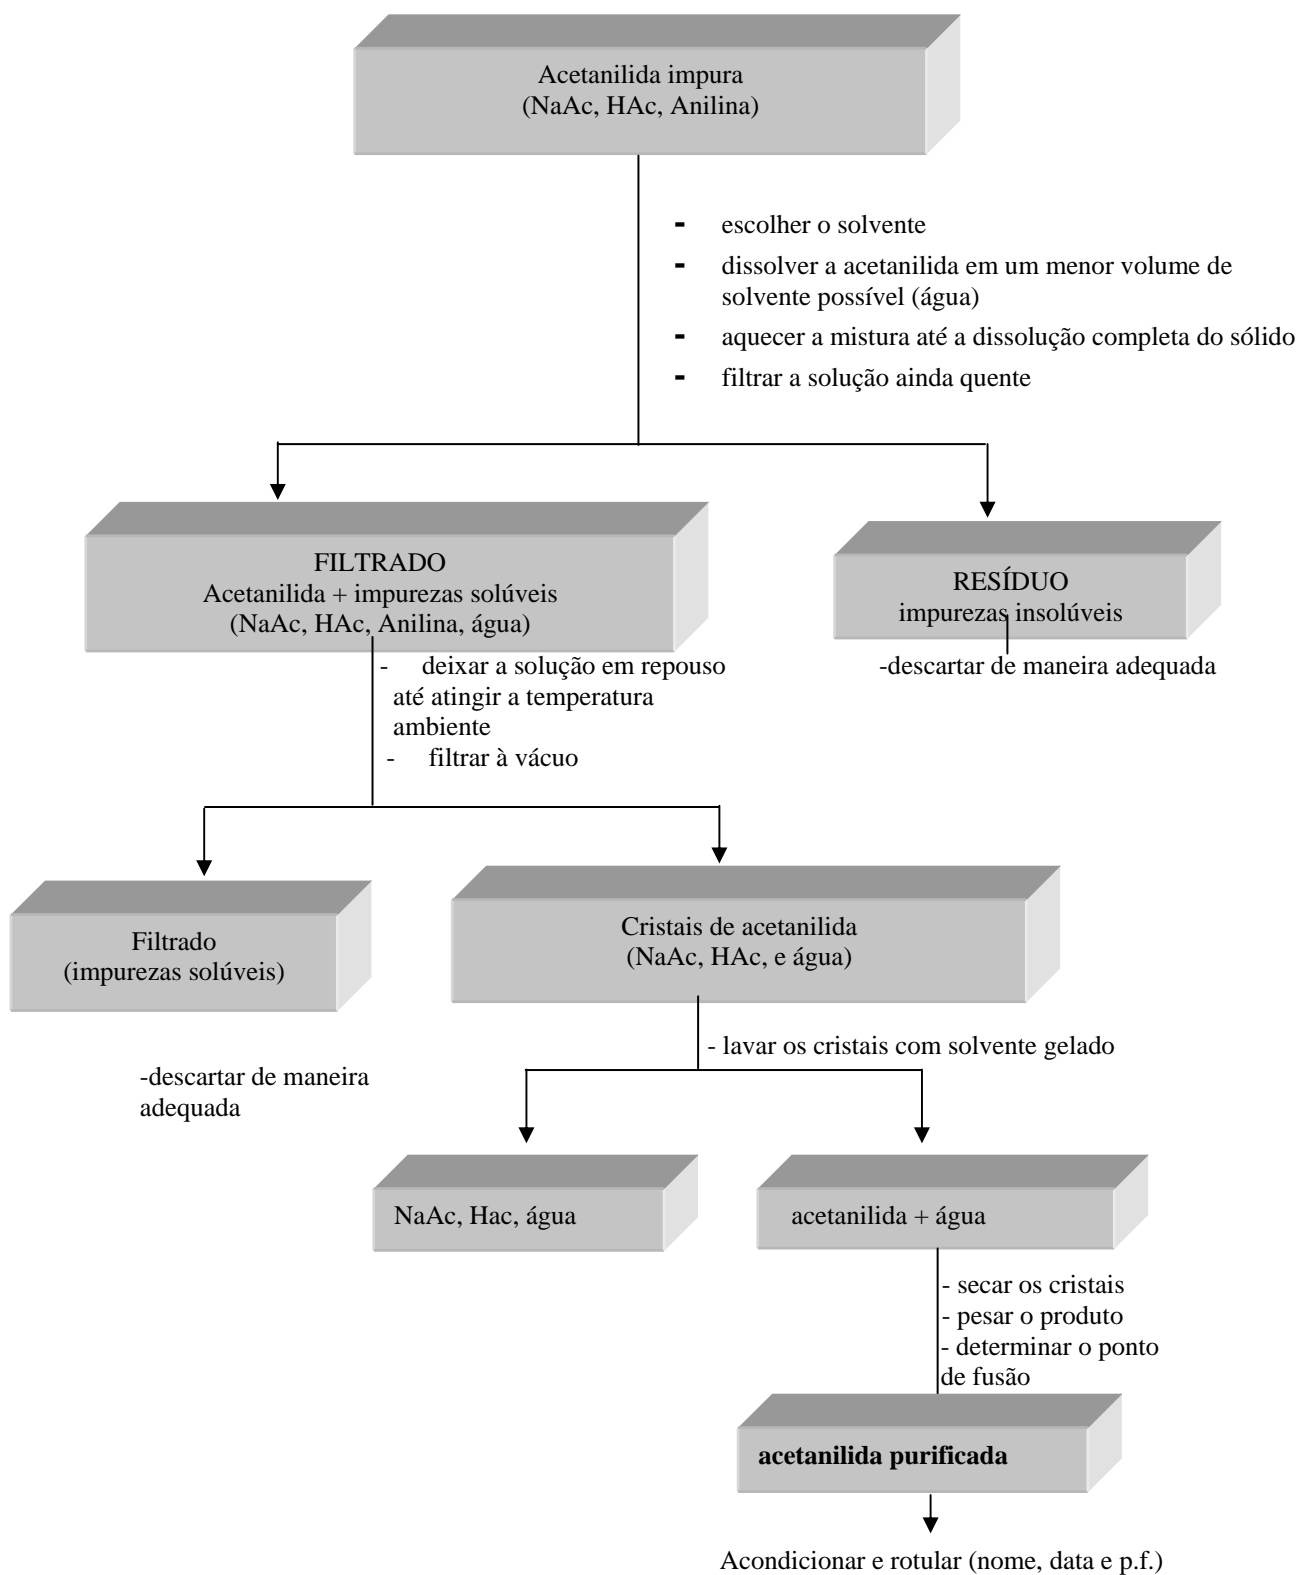 Acetanilida impura
(NaAc, HAc, Anilina)
- escolher o solvente
- dissolver a acetanilida em um menor volume de
solvente possível (água)
- aquecer a mistura até a dissolução completa do sólido
- filtrar a solução ainda quente
FILTRADO
Acetanilida + impurezas solúveis
(NaAc, HAc, Anilina, água)
RESÍDUO
impurezas insolúveis
- deixar a solução em repouso
até atingir a temperatura
ambiente
- filtrar à vácuo
-descartar de maneira adequada
Filtrado
(impurezas solúveis)
Cristais de acetanilida
(NaAc, HAc, e água)
-descartar de maneira
adequada
- lavar os cristais com solvente gelado
NaAc, Hac, água
acetanilida + água
- secar os cristais
- pesar o produto
- determinar o ponto
de fusão
acetanilida purificada
Acondicionar e rotular (nome, data e p.f.)